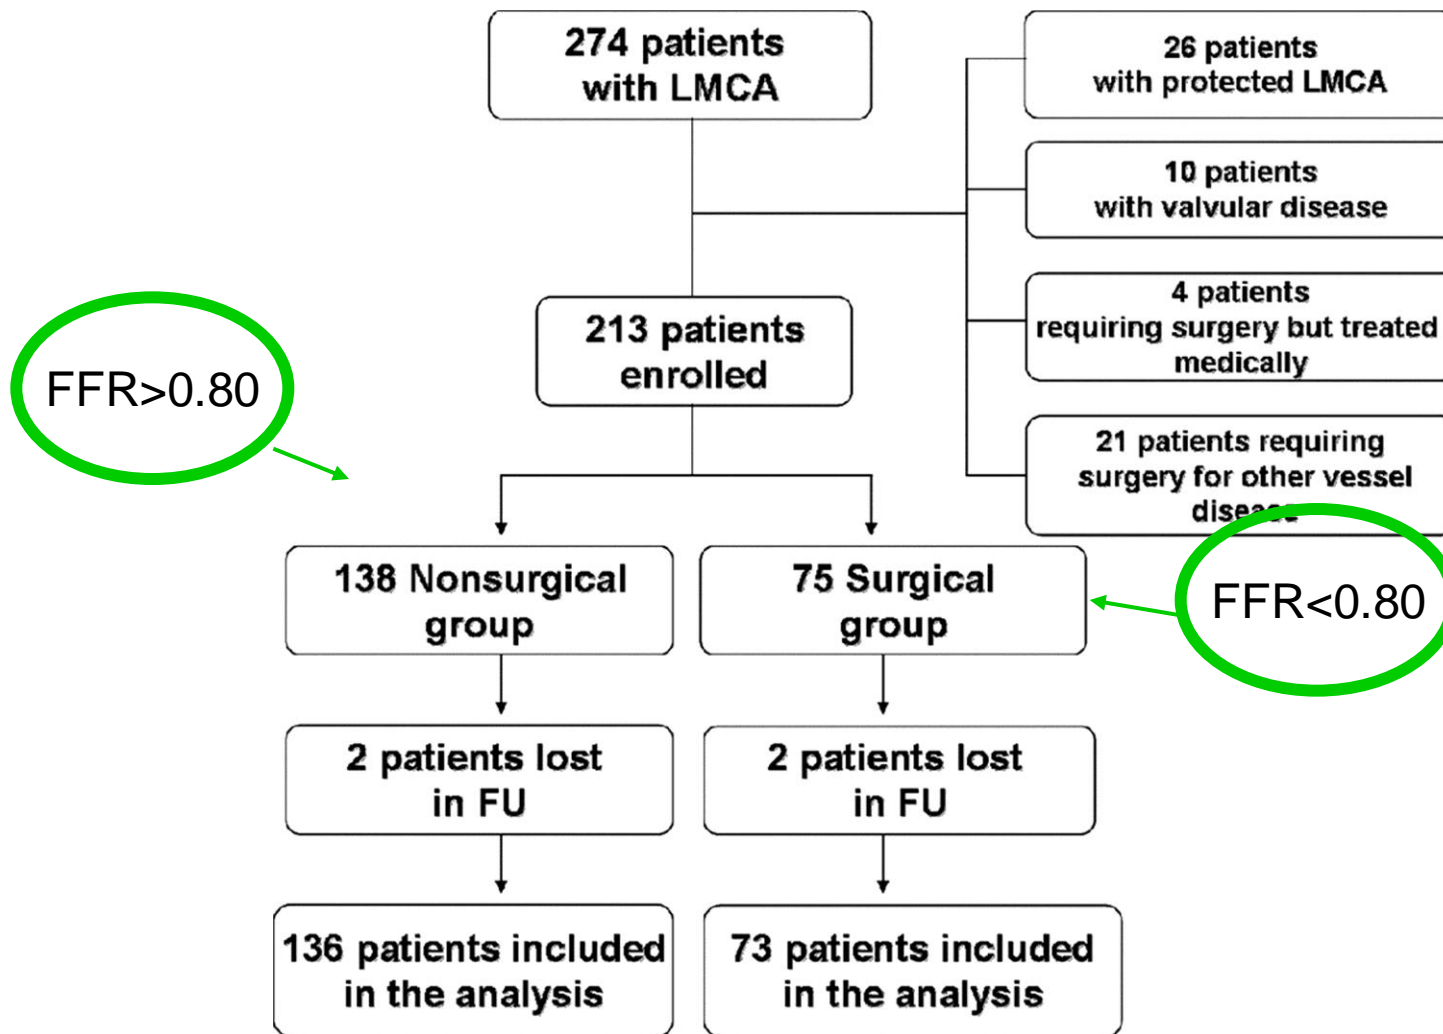 274 patients
with LMCA
26 patients
with protected LMCA
10 patients
with valvular disease
4 patients
requiring surgery but treated
medically
21 patients requiring
surgery for other vessel
disease
213 patients
enrolled
FFR>0.80
FFR<0.80
138 Nonsurgical
group
75 Surgical
group
2 patients lost
in FU
2 patients lost
in FU
136 patients included
in the analysis
73 patients included
in the analysis